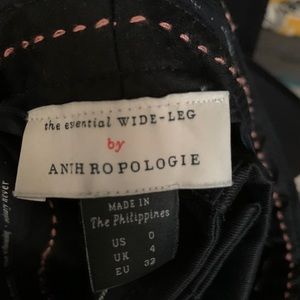 the essential WIDE-LEG
by
ANTHROPOLOGIE
MADE IN
The Philippines
US 0
UK 4
EU 32